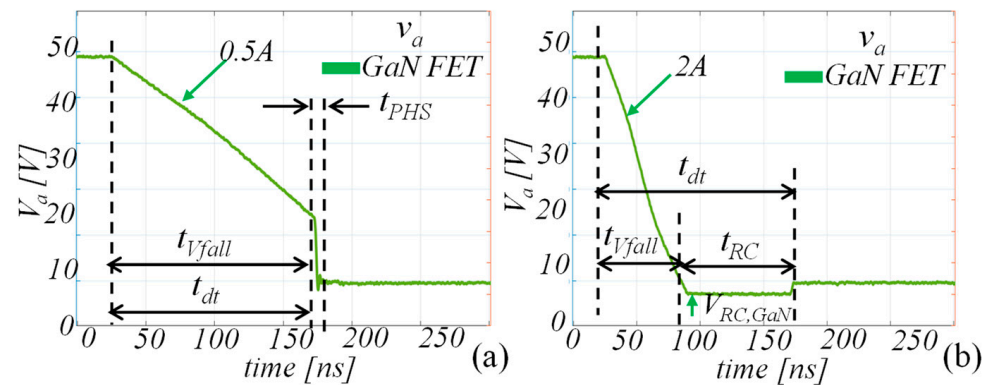 50
40
30
20
10
0
V_a [V]
0.5A
v_a
GaN FET
t_PHS
t_Vfall
t_dt
0 50 100 150 200 250
time [ns]
(a)
50
40
30
20
10
0
V_a [V]
2A
v_a
GaN FET
t_dt
t_Vfall
t_RC
V_RC,GaN
0 50 100 150 200 250
time [ns]
(b)